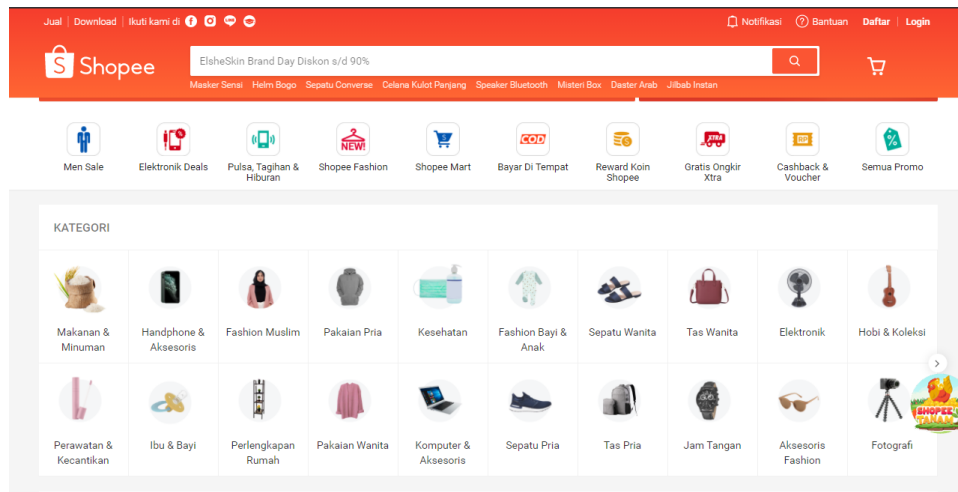 Jual | Download | Ikuti kami di
Notifikasi Bantuan Daftar | Login
Shopee
ElsheSkin Brand Day Diskon s/d 90%
Masker Sensi Helm Bogo Sepatu Converse Celana Kulot Panjang Speaker Bluetooth Misteri Box Daster Arab Jilbab Instan
NEW!
COD
XTRA
RP
Men Sale
Elektronik Deals
Pulsa, Tagihan &
Hiburan
Shopee Fashion
Shopee Mart
Bayar Di Tempat
Reward Koin
Shopee
Gratis Ongkir
Xtra
Cashback &
Voucher
Semua Promo
KATEGORI
Makanan &
Minuman
Handphone &
Aksesoris
Fashion Muslim
Pakaian Pria
Kesehatan
Fashion Bayi &
Anak
Sepatu Wanita
Tas Wanita
Elektronik
Hobi & Koleksi
Perawatan &
Kecantikan
Ibu & Bayi
Perlengkapan
Rumah
Pakaian Wanita
Komputer &
Aksesoris
Sepatu Pria
Tas Pria
Jam Tangan
Aksesoris
Fashion
Fotografi
SHOPEE
TANAM